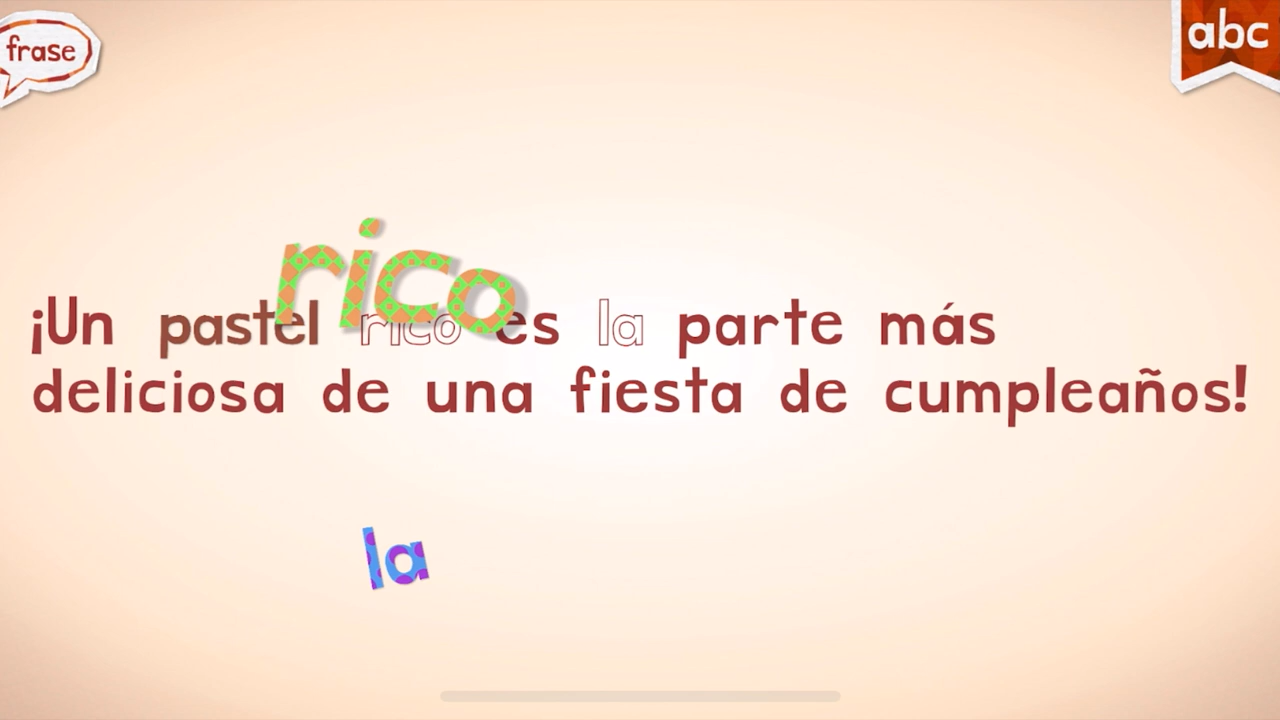 frase
abc
rico
¡Un pastel rico es la parte más
deliciosa de una fiesta de cumpleaños!
la